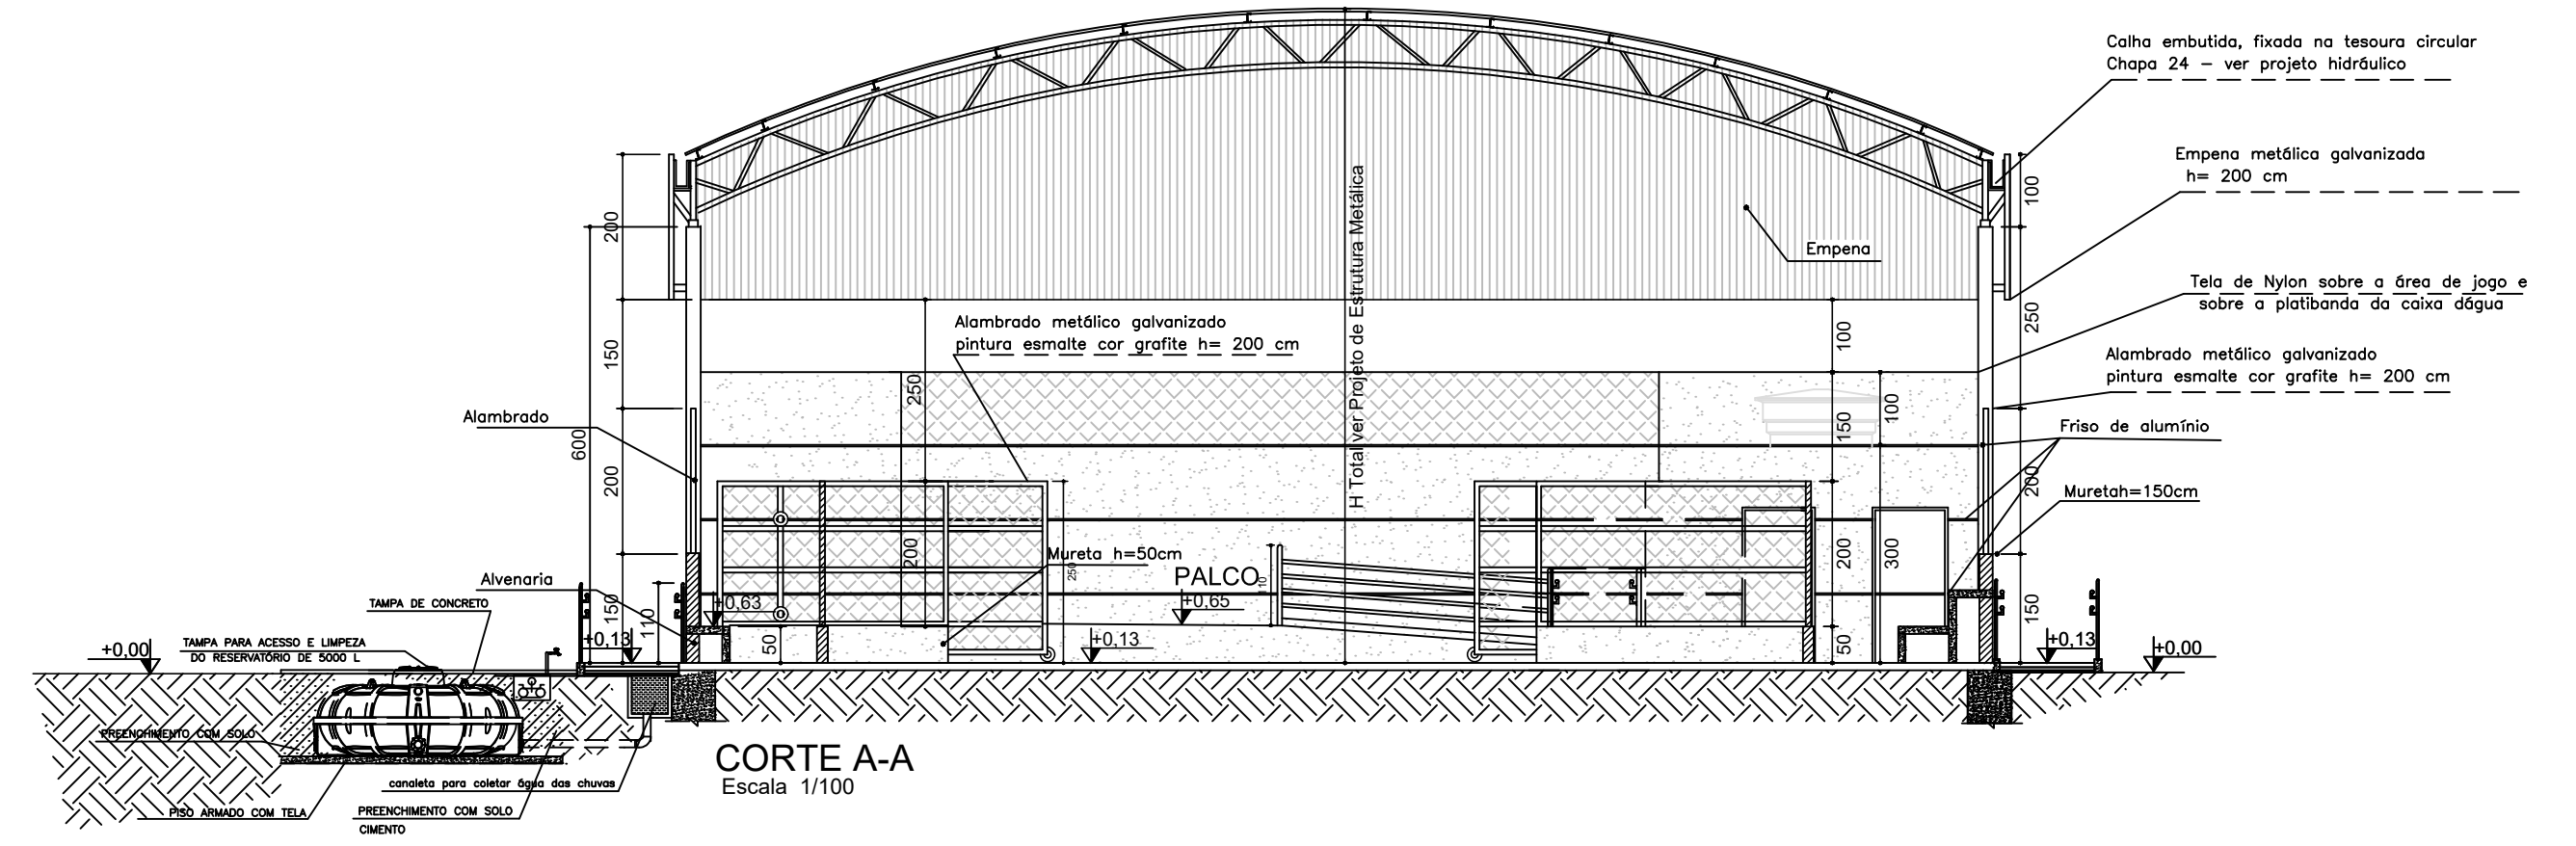 Calha embutida, fixada na tesoura circular
Chapa 24 – ver projeto hidráulico
Empena metálica galvanizada
h= 200 cm
100
200
H Total ver Projeto de Estrutura Metálica
Empena
Tela de Nylon sobre a área de jogo e
sobre a platibanda da caixa dágua
250
Alambrado metálico galvanizado
pintura esmalte cor grafite h= 200 cm
100
150
250
Alambrado metálico galvanizado
pintura esmalte cor grafite h= 200 cm
100
150
Alambrado
600
Friso de alumínio
200
200
Muretah=150cm
200
Mureta h=50cm
250
200
300
Alvenaria
PALCO
110
TAMPA DE CONCRETO
150
110
+0,63
+0,65
150
TAMPA PARA ACESSO E LIMPEZA
DO RESERVATÓRIO DE 5000 L
+0,00
+0,13
50
+0,13
50
+0,13
+0,00
PREENCHIMENTO COM SOLO
CORTE A-A
Escala 1/100
canaleta para coletar água das chuvas
PISO ARMADO COM TELA
PREENCHIMENTO COM SOLO
CIMENTO